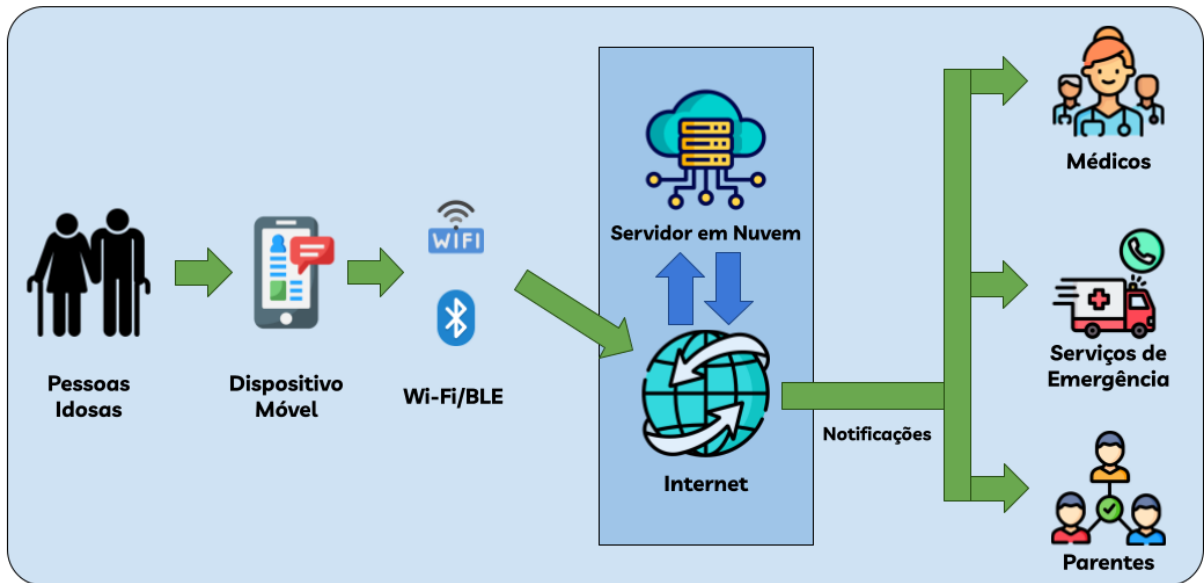 Pessoas
Idosas
Dispositivo
Móvel
WIFI
Wi-Fi/BLE
Servidor em Nuvem
Internet
Notificações
Médicos
Serviços de
Emergência
Parentes